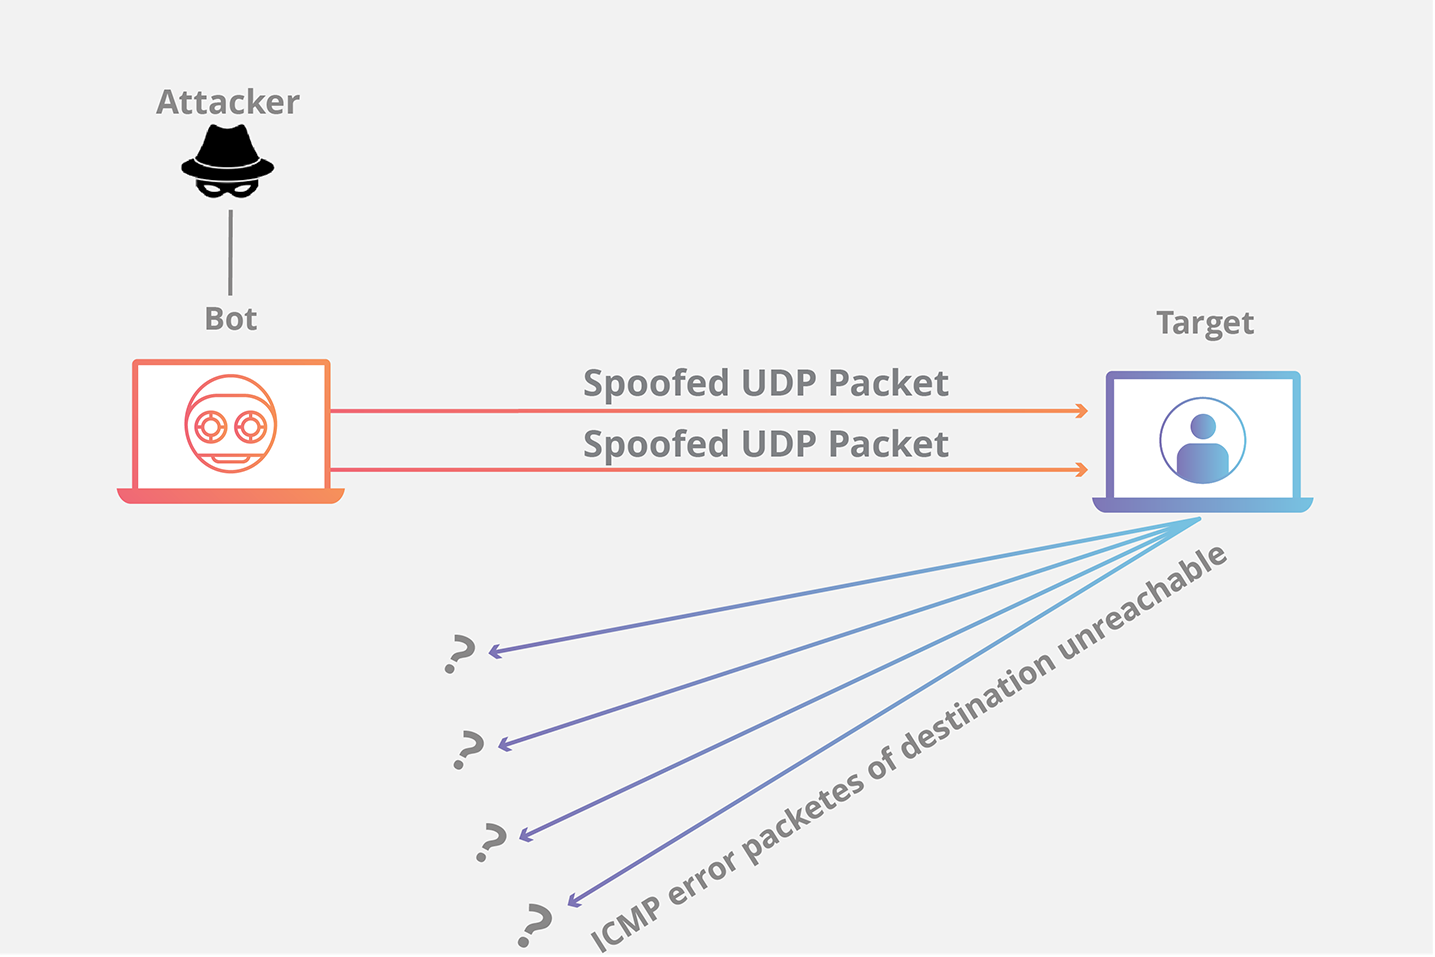 Attacker
Bot
Target
Spoofed UDP Packet
Spoofed UDP Packet
?
?
?
?
ICMP error packetes of destination unreachable